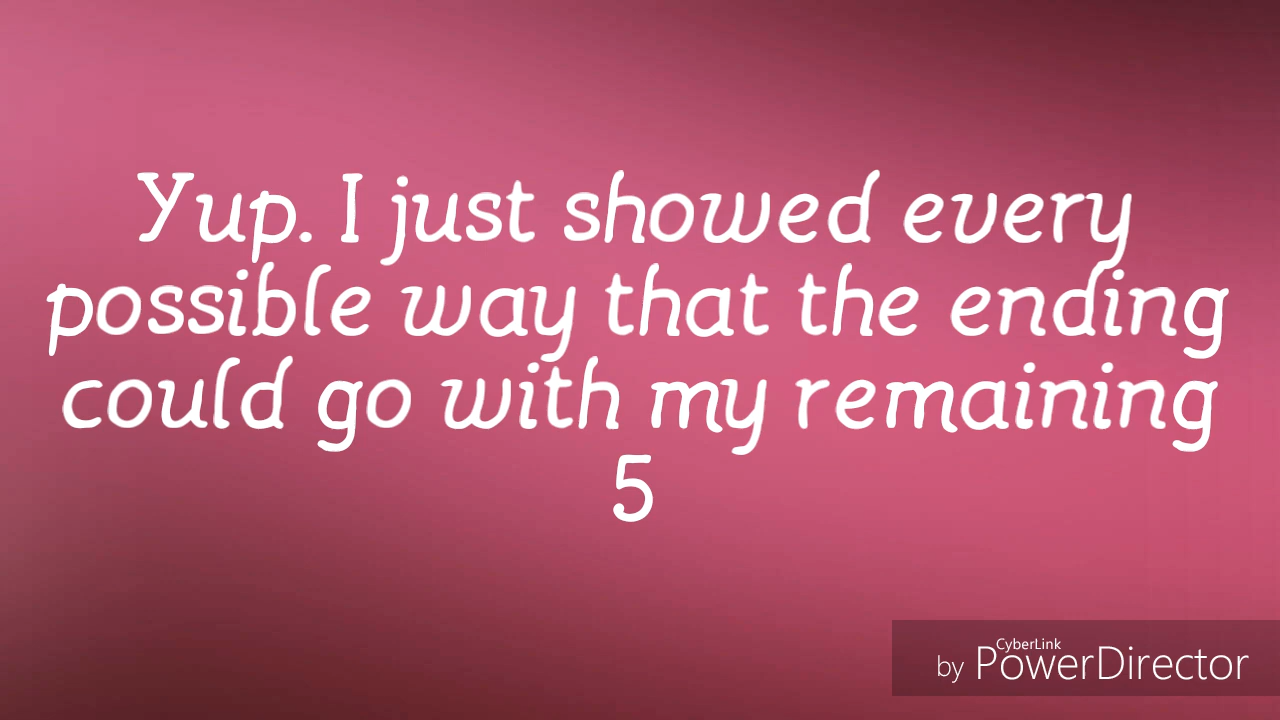 Yup. I just showed every
possible way that the ending
could go with my remaining
5
CyberLink
by PowerDirector